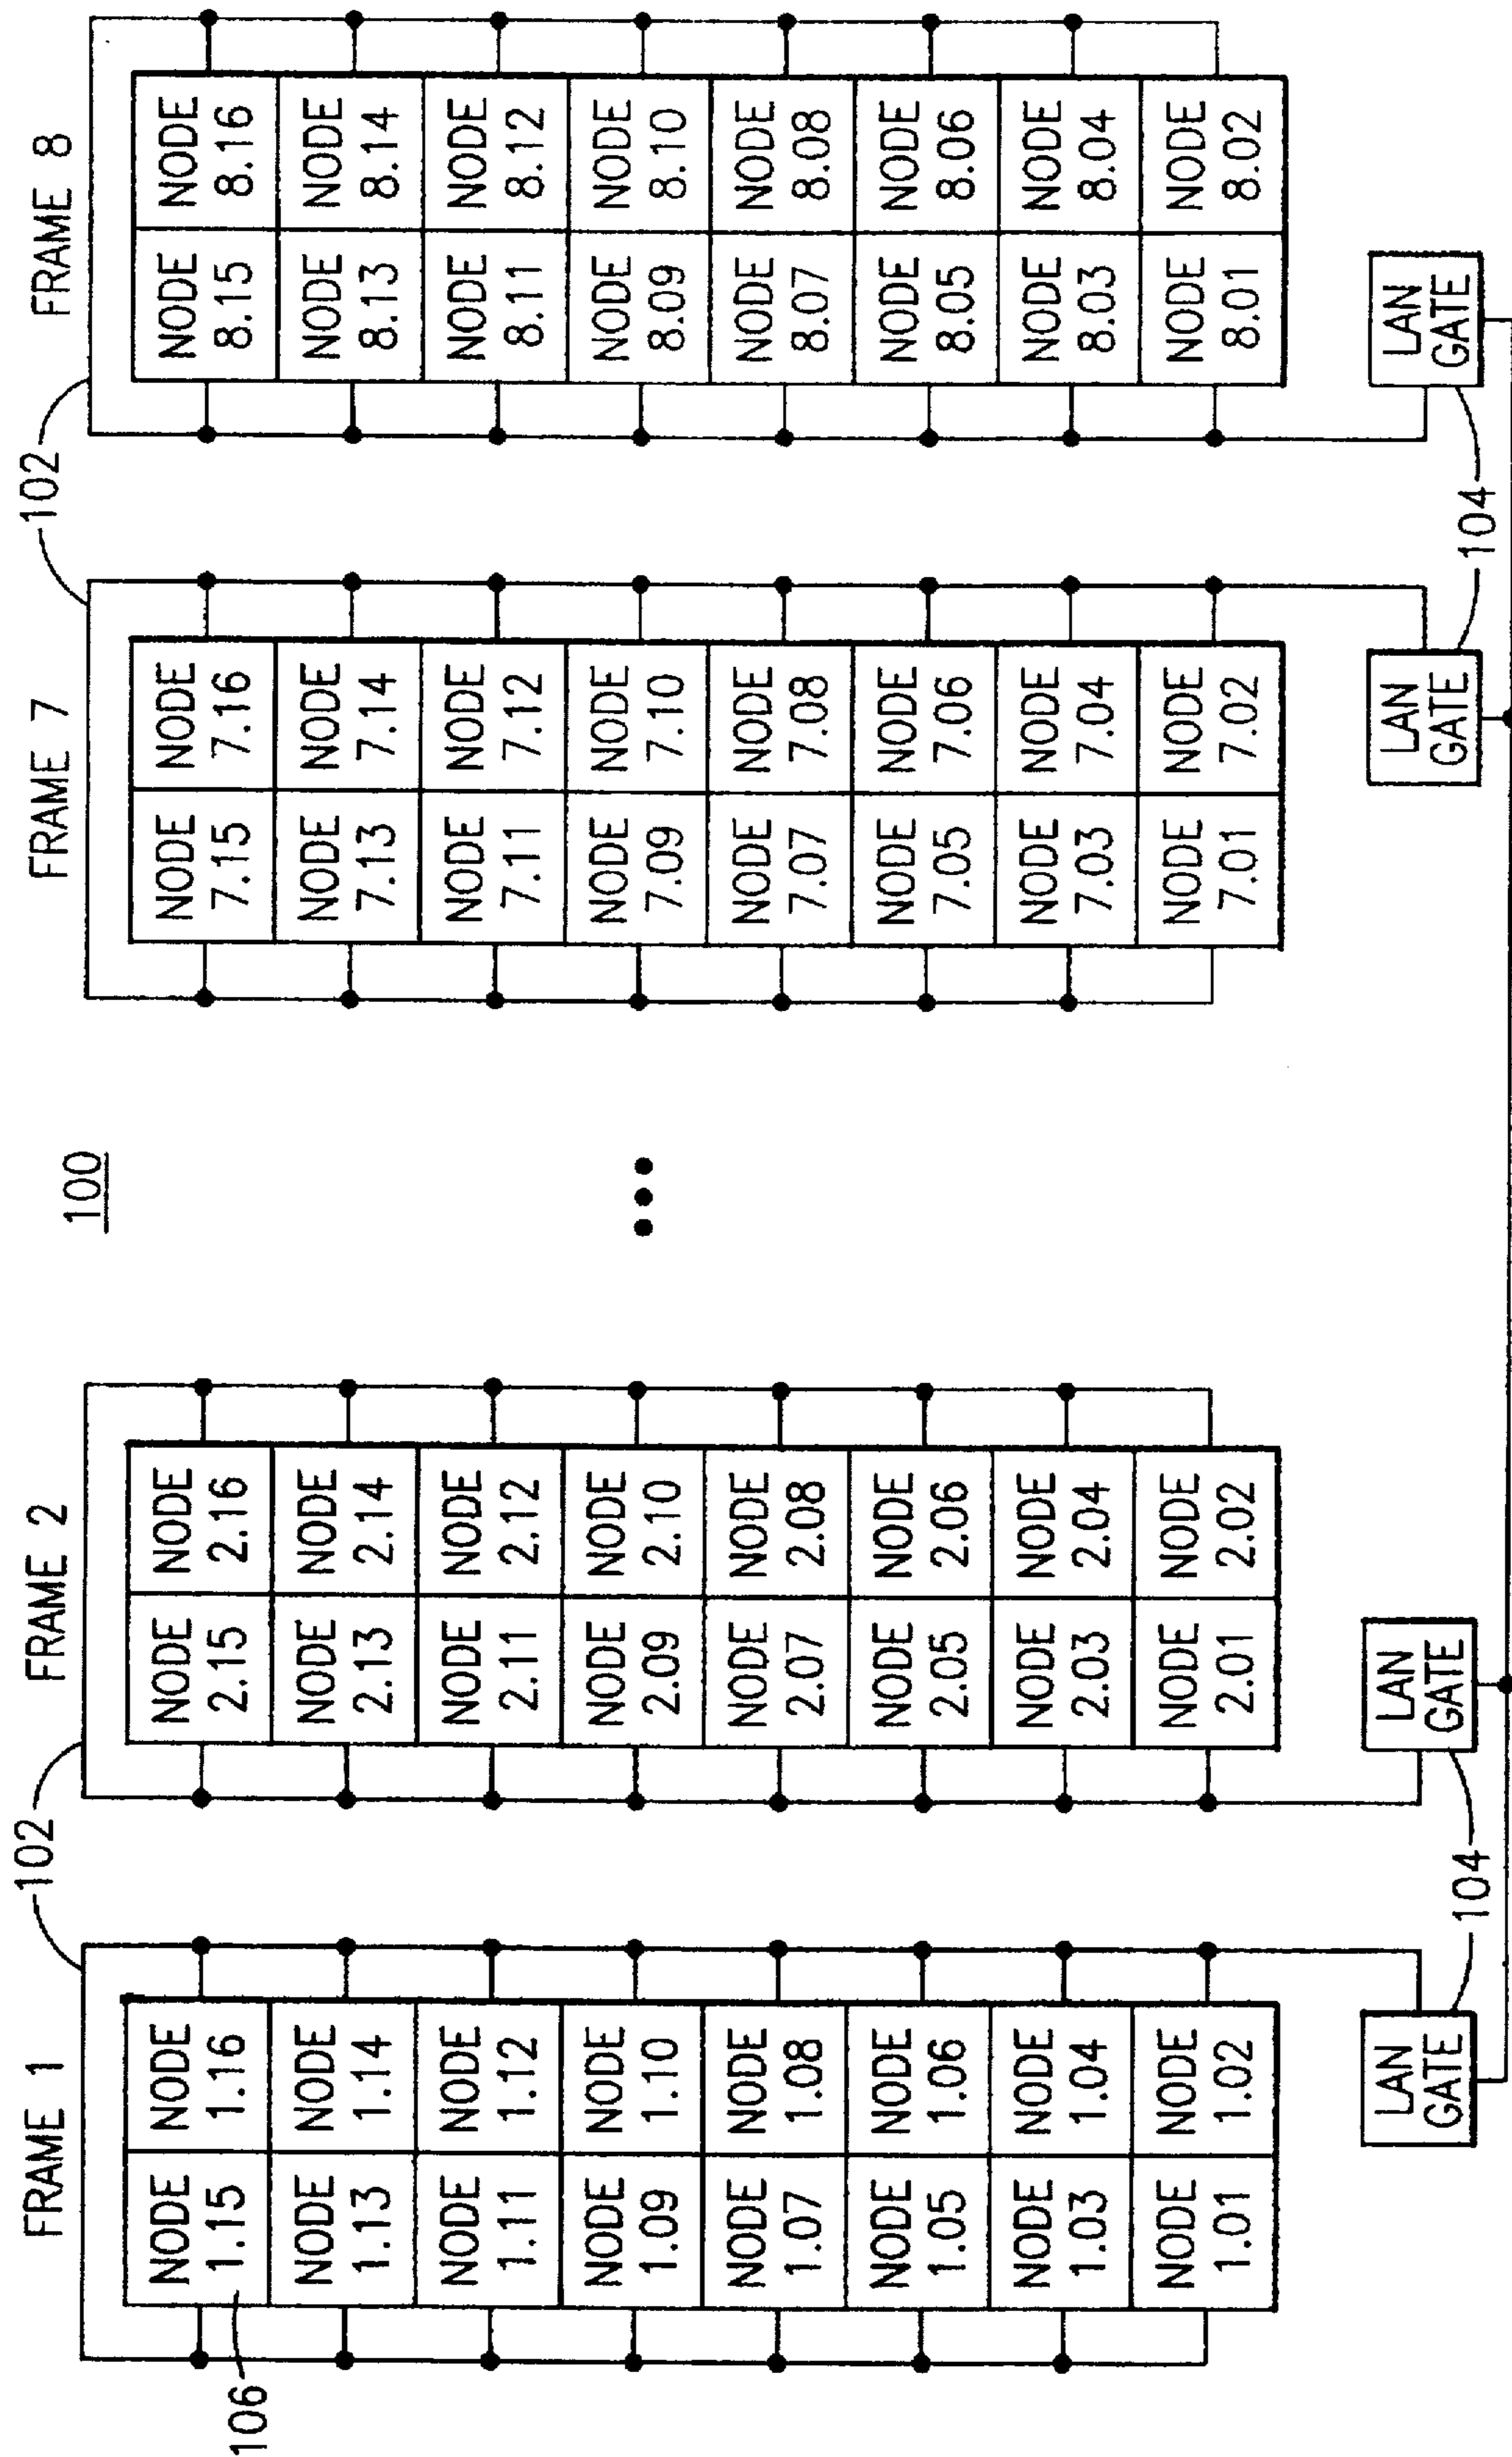 100
102
102
FRAME 1
NODE 1.15
NODE 1.16
NODE 1.13
NODE 1.14
NODE 1.11
NODE 1.12
NODE 1.09
NODE 1.10
NODE 1.07
NODE 1.08
NODE 1.05
NODE 1.06
NODE 1.03
NODE 1.04
NODE 1.01
NODE 1.02
106
LAN
GATE
104
FRAME 2
NODE 2.15
NODE 2.16
NODE 2.13
NODE 2.14
NODE 2.11
NODE 2.12
NODE 2.09
NODE 2.10
NODE 2.07
NODE 2.08
NODE 2.05
NODE 2.06
NODE 2.03
NODE 2.04
NODE 2.01
NODE 2.02
LAN
GATE
FRAME 7
NODE 7.15
NODE 7.16
NODE 7.13
NODE 7.14
NODE 7.11
NODE 7.12
NODE 7.09
NODE 7.10
NODE 7.07
NODE 7.08
NODE 7.05
NODE 7.06
NODE 7.03
NODE 7.04
NODE 7.01
NODE 7.02
LAN
GATE
104
FRAME 8
NODE 8.15
NODE 8.16
NODE 8.13
NODE 8.14
NODE 8.11
NODE 8.12
NODE 8.09
NODE 8.10
NODE 8.07
NODE 8.08
NODE 8.05
NODE 8.06
NODE 8.03
NODE 8.04
NODE 8.01
NODE 8.02
LAN
GATE